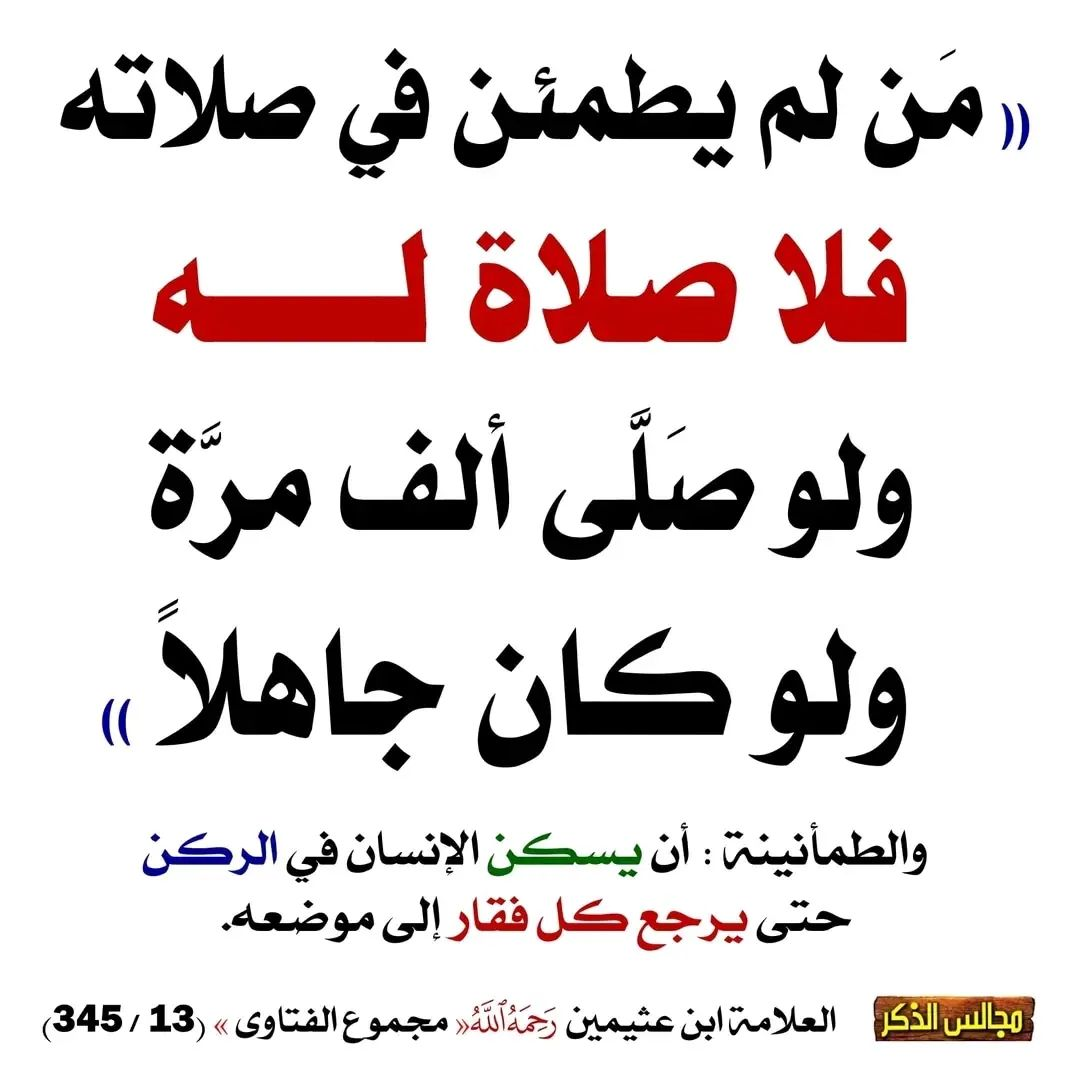 (( مَن لم يطمئن في صلاته
فلا صلاة لـــه
ولو صَلَّى ألف مرَّة
ولو كان جاهلاً ))
والطمأنينة : أن يسكن الإنسان في الركن
حتى يرجع كل فقار إلى موضعه.
العلامة ابن عثيمين رَحِمَهُ ٱللَّهُ « مجموع الفتاوى » (13 / 345)
مجالس الذكر